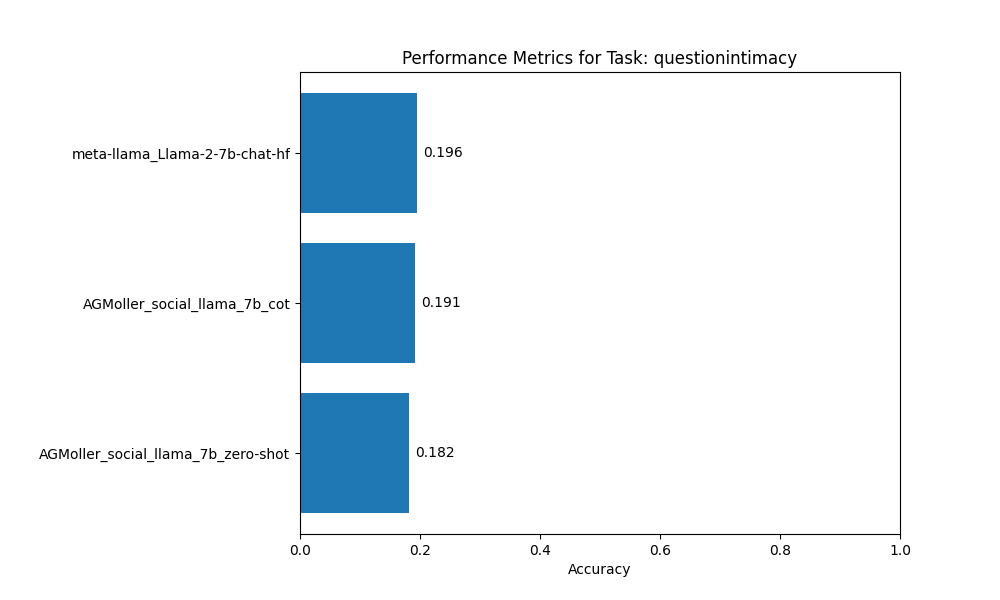 Performance Metrics for Task: questionintimacy
meta-llama_Llama-2-7b-chat-hf
0.196
AGMoller_social_llama_7b_cot
0.191
AGMoller_social_llama_7b_zero-shot
0.182
0.0 0.2 0.4 0.6 0.8 1.0
Accuracy